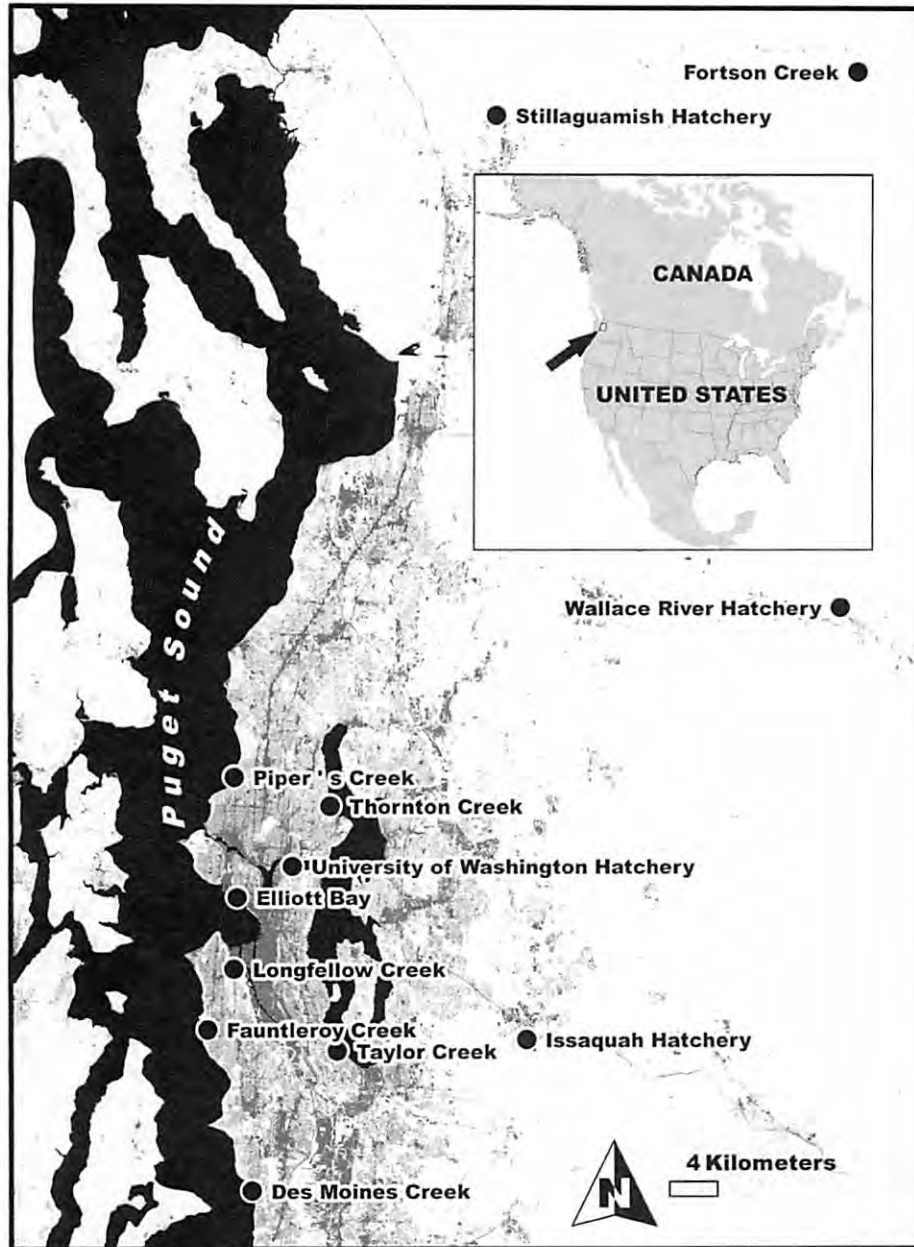 Fortson Creek
Stillaguamish Hatchery
CANADA
UNITED STATES
Wallace River Hatchery
Puget Sound
Piper's Creek
Thornton Creek
University of Washington Hatchery
Elliott Bay
Longfellow Creek
Fauntleroy Creek
Taylor Creek
Issaquah Hatchery
4 Kilometers
N
Des Moines Creek